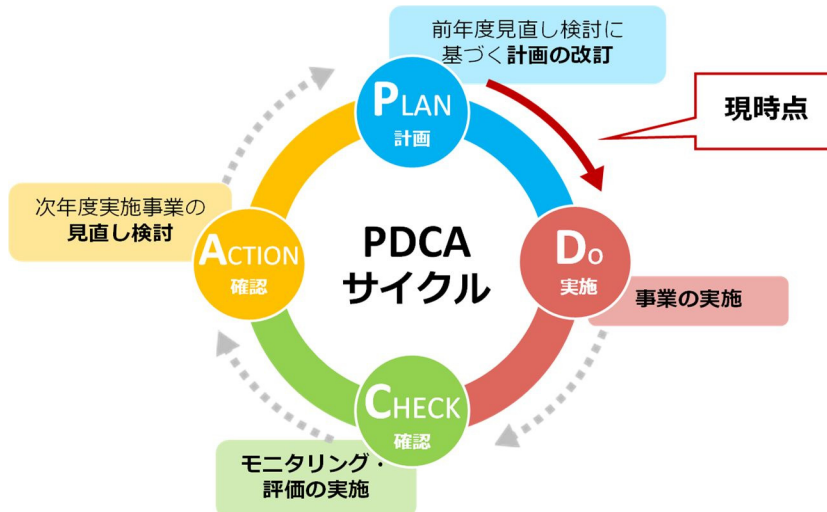 前年度見直し検討に
基づく計画の改訂
PLAN
計画
現時点
次年度実施事業の
見直し検討
ACTION
確認
PDCA
サイクル
Do
実施
事業の実施
CHECK
確認
モニタリング・
評価の実施